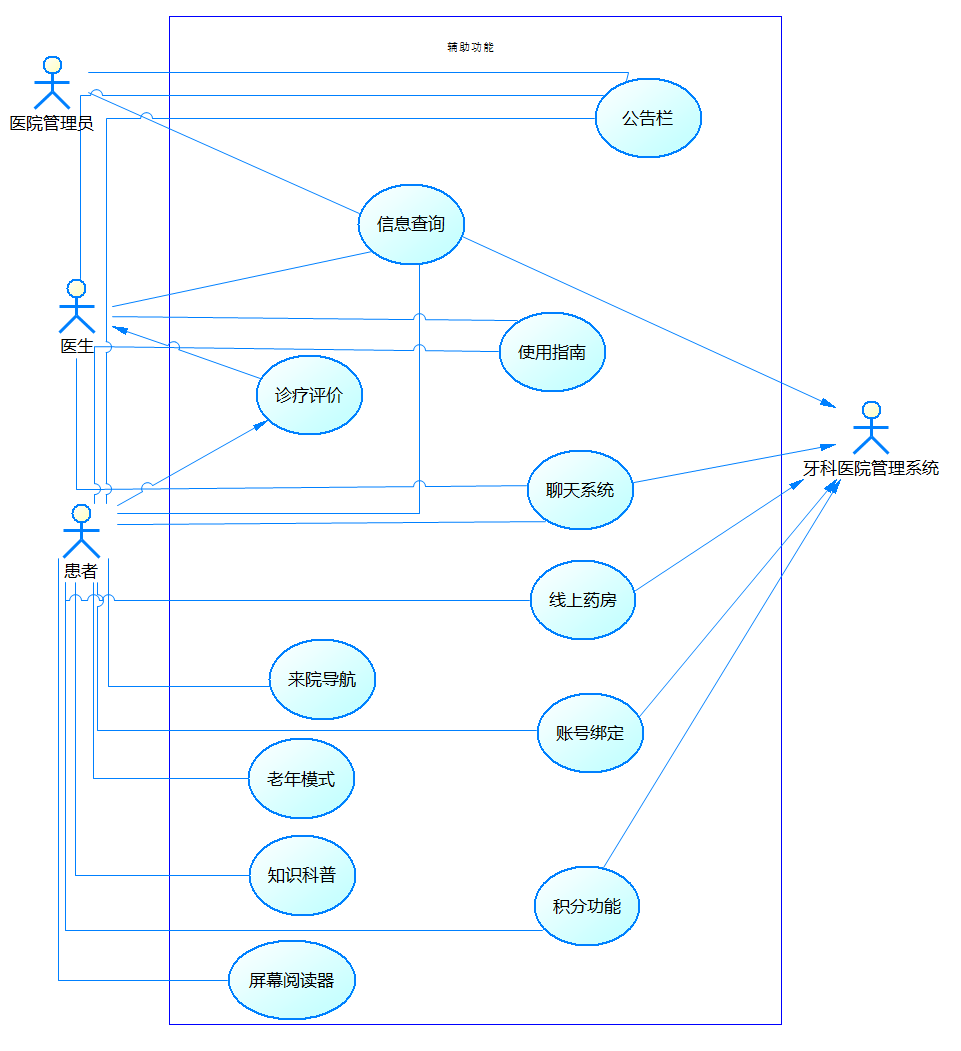 辅助功能
医院管理员
公告栏
信息查询
医生
使用指南
诊疗评价
牙科医院管理系统
聊天系统
患者
线上药房
来院导航
账号绑定
老年模式
知识科普
积分功能
屏幕阅读器